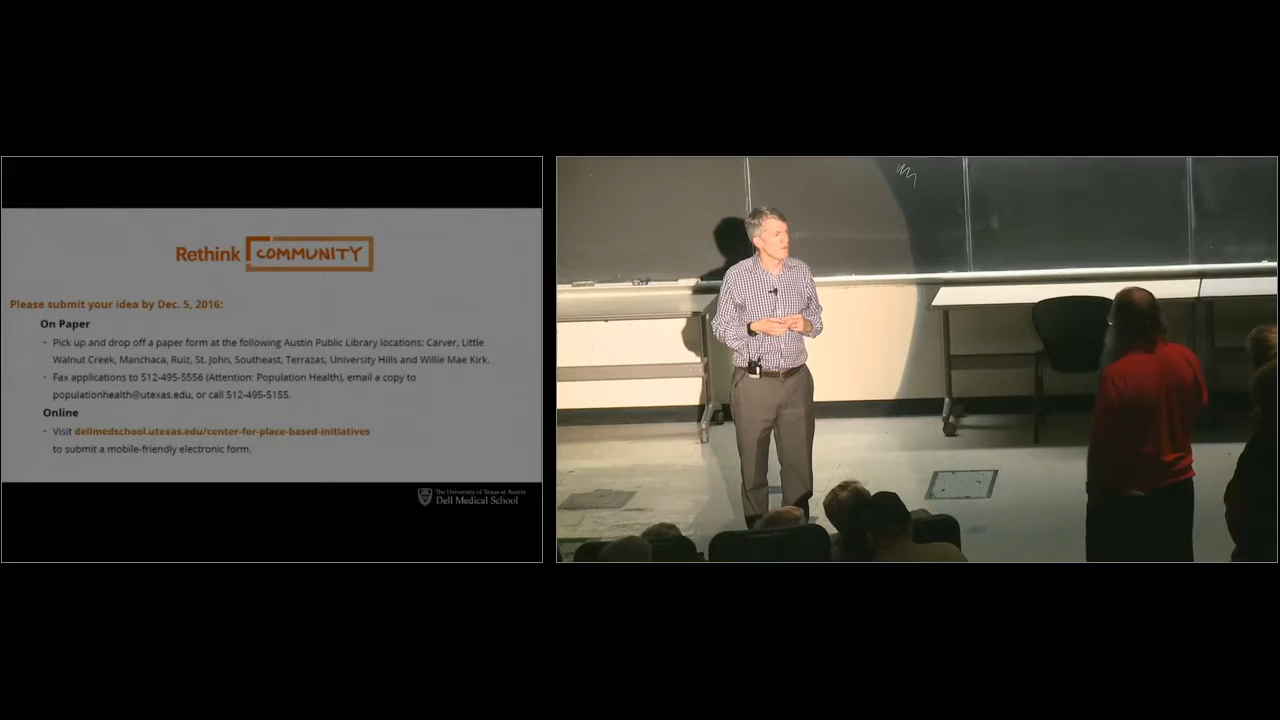 Rethink COMMUNITY
Please submit your idea by Dec. 5, 2016:
On Paper
- Pick up and drop off a paper form at the following Austin Public Library locations: Carver, Little
Walnut Creek, Manchaca, Ruiz, St. John, Southeast, Terrazas, University Hills and Willie Mae Kirk.
- Fax applications to 512-495-5556 (Attention: Population Health), email a copy to
populationhealth@utexas.edu, or call 512-495-5155.
Online
- Visit dellmedschool.utexas.edu/center-for-place-based-initiatives
to submit a mobile-friendly electronic form.
The University of Texas at Austin
Dell Medical School